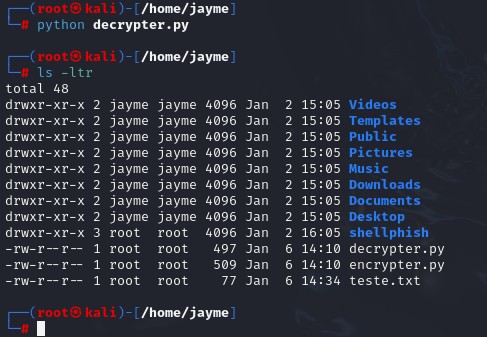 ┌──(root㉿kali)-[/home/jayme]
└─# python decrypter.py
┌──(root㉿kali)-[/home/jayme]
└─# ls -ltr
total 48
drwxr-xr-x 2 jayme jayme 4096 Jan  2 15:05 Videos
drwxr-xr-x 2 jayme jayme 4096 Jan  2 15:05 Templates
drwxr-xr-x 2 jayme jayme 4096 Jan  2 15:05 Public
drwxr-xr-x 2 jayme jayme 4096 Jan  2 15:05 Pictures
drwxr-xr-x 2 jayme jayme 4096 Jan  2 15:05 Music
drwxr-xr-x 2 jayme jayme 4096 Jan  2 15:05 Downloads
drwxr-xr-x 2 jayme jayme 4096 Jan  2 15:05 Documents
drwxr-xr-x 2 jayme jayme 4096 Jan  2 15:05 Desktop
drwxr-xr-x 3 root  root  4096 Jan  2 16:05 shellphish
-rw-r--r-- 1 root  root   497 Jan  6 14:10 decrypter.py
-rw-r--r-- 1 root  root   509 Jan  6 14:10 encrypter.py
-rw-r--r-- 1 root  root    77 Jan  6 14:34 teste.txt
┌──(root㉿kali)-[/home/jayme]
└─#